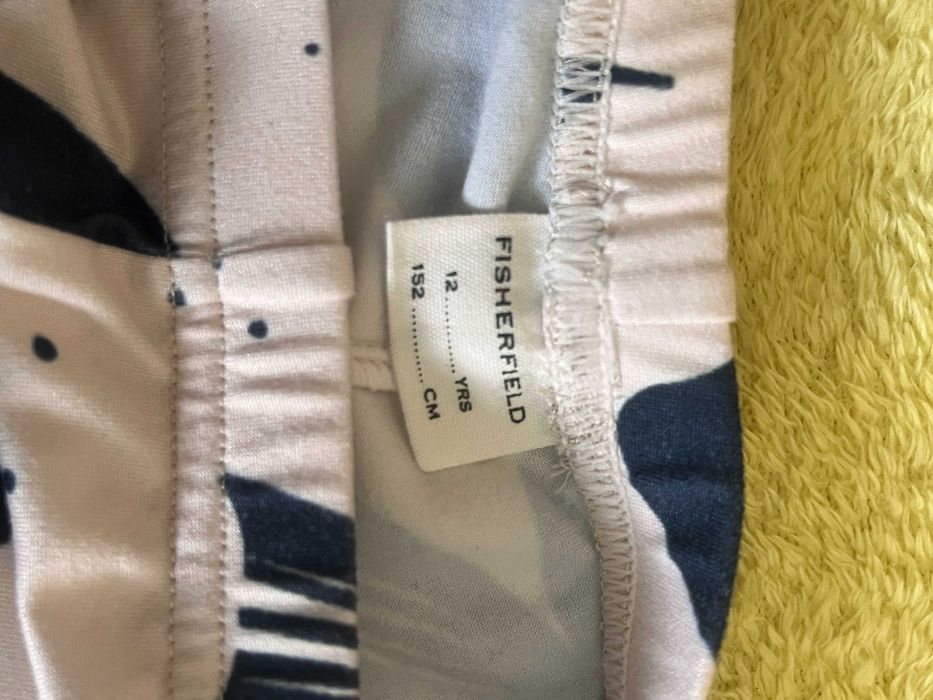 FISHERFIELD
12............ YRS
152 ............ CM